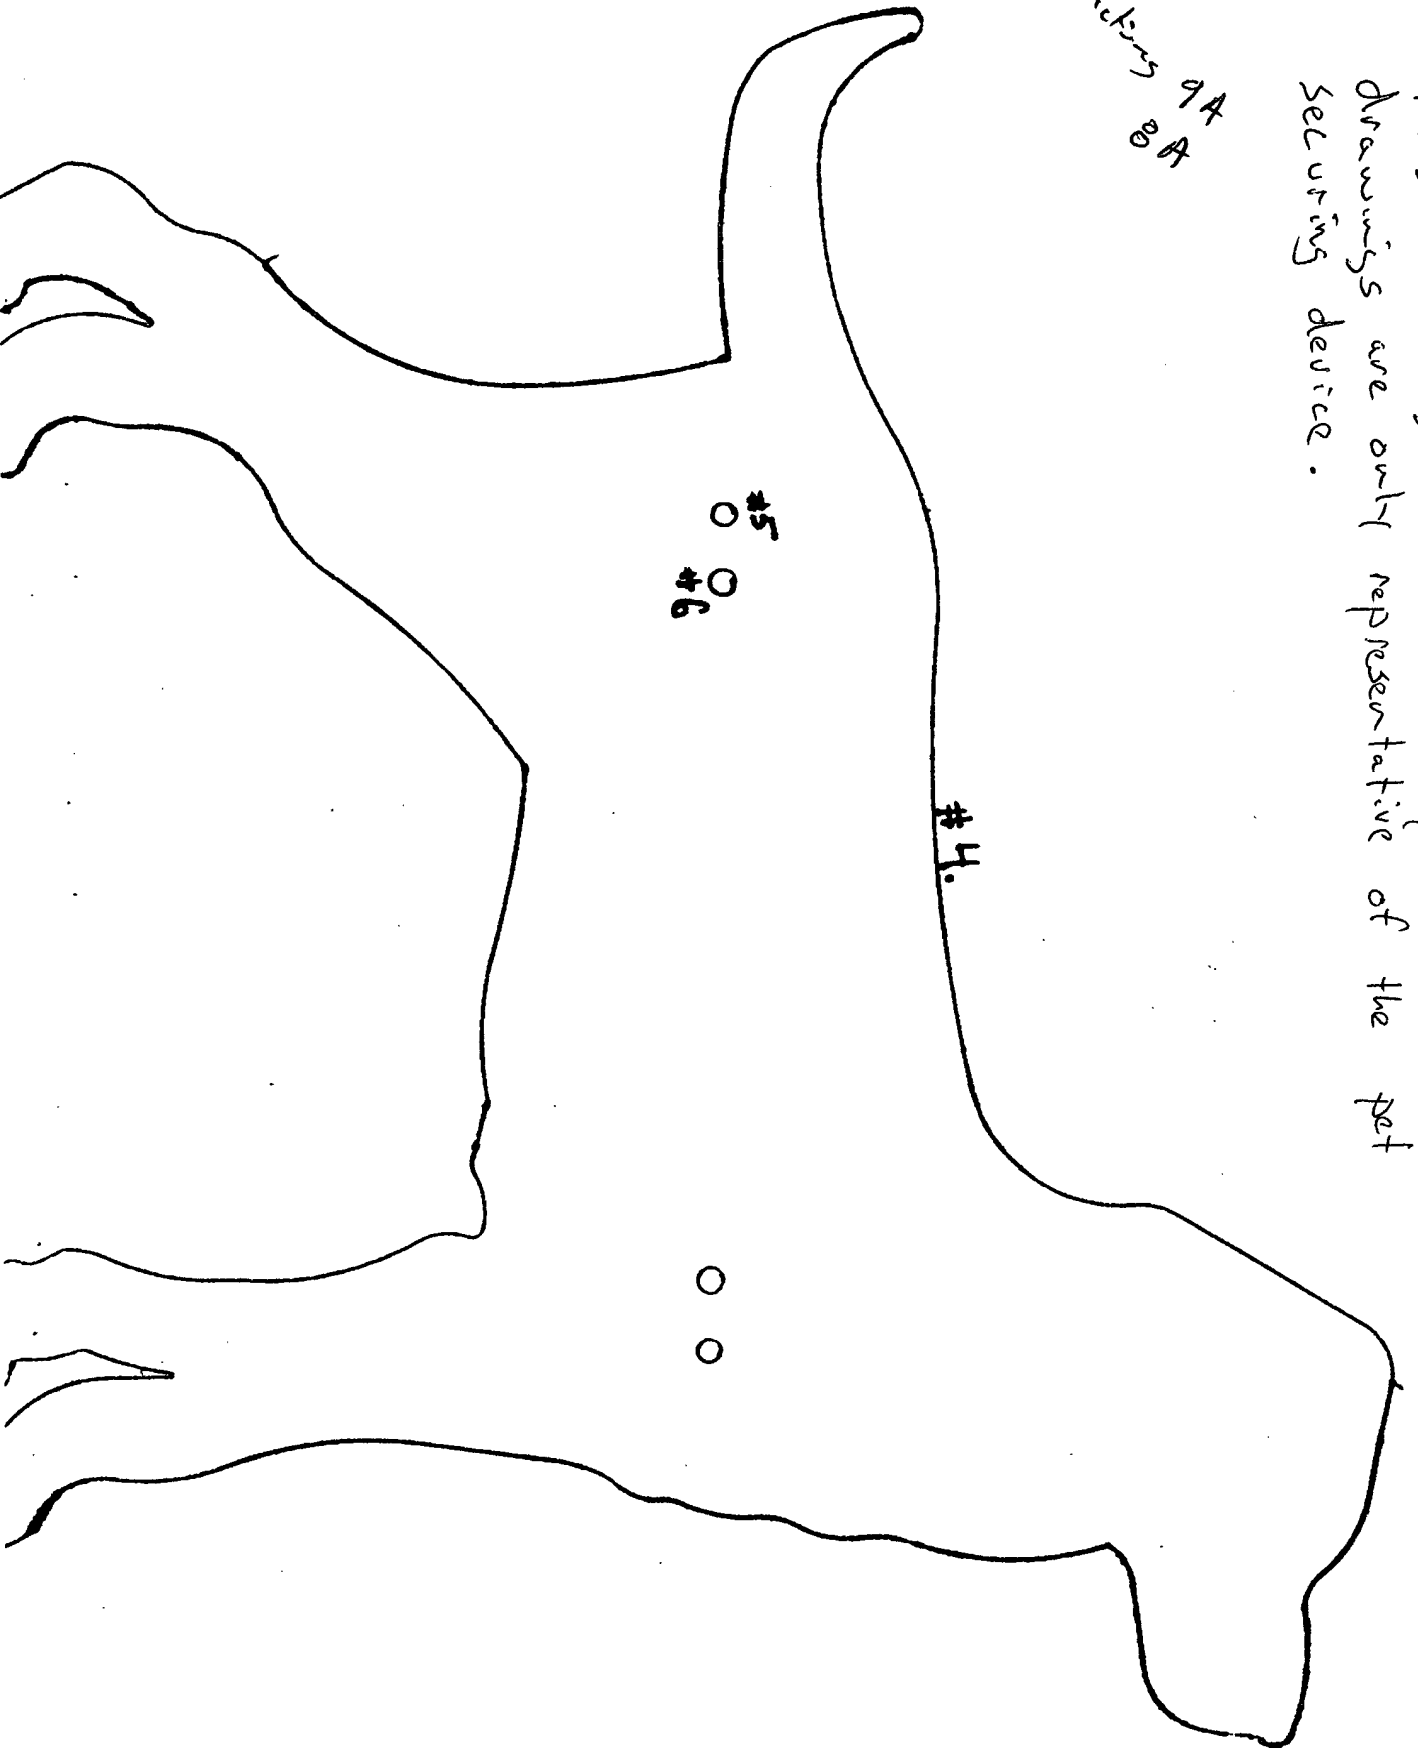 drawings are only representative of the pet
securing device.
9A
8A
#4.
#5
#6